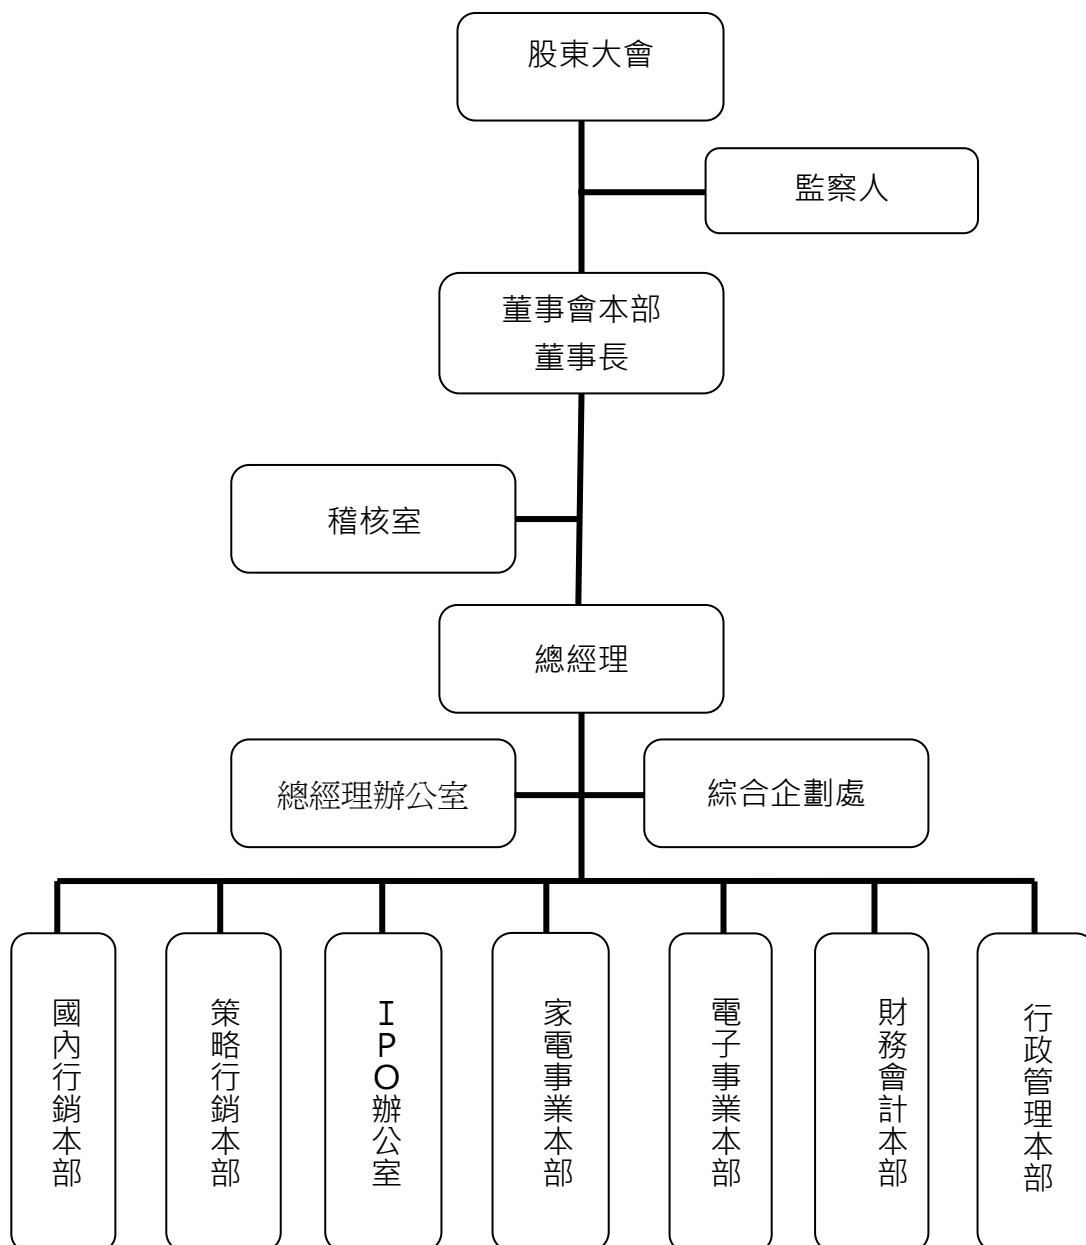 股東大會
監察人
董事會本部
董事長
稽核室
總經理
總經理辦公室
綜合企劃處
國內行銷本部
策略行銷本部
ＩＰＯ辦公室
家電事業本部
電子事業本部
財務會計本部
行政管理本部